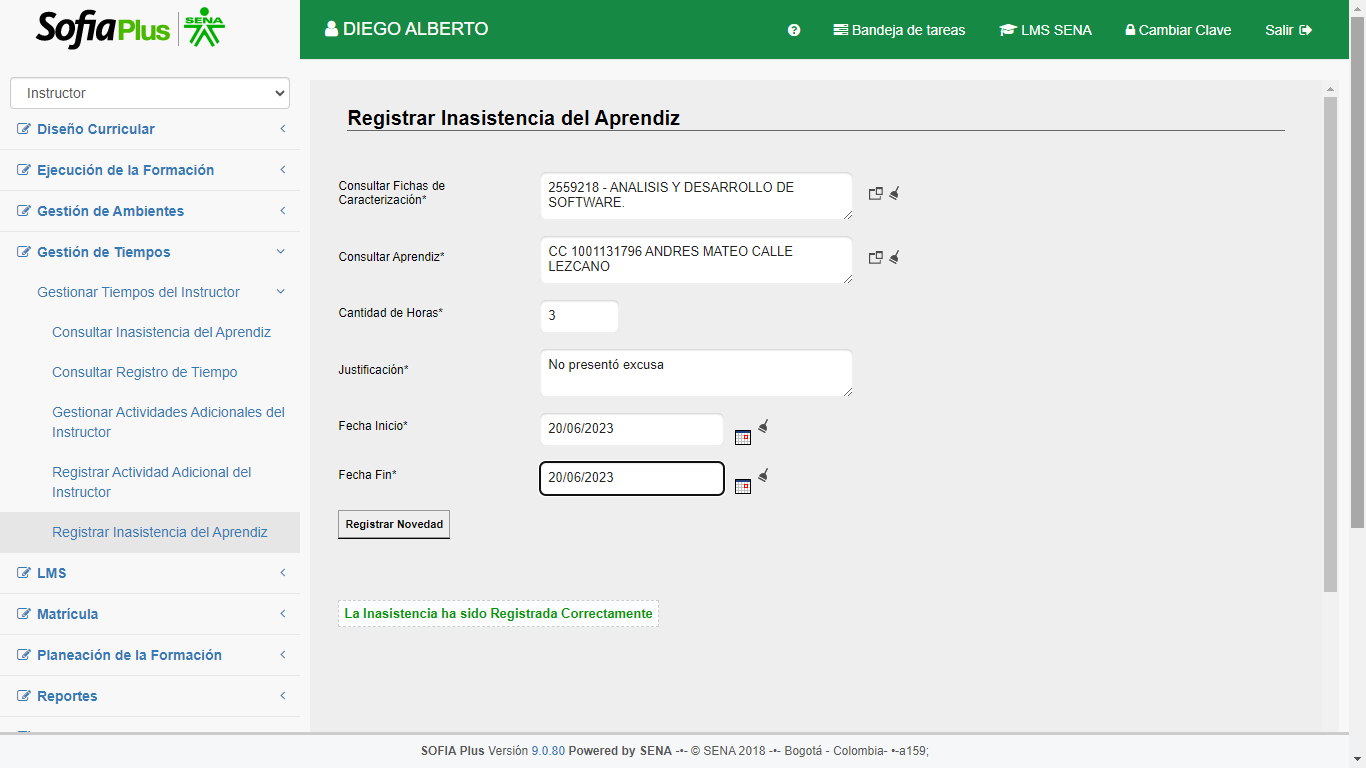 SofiaPlus
SENA
DIEGO ALBERTO
Bandeja de tareas
LMS SENA
Cambiar Clave
Salir
Instructor
Diseño Curricular
Ejecución de la Formación
Gestión de Ambientes
Gestión de Tiempos
Gestionar Tiempos del Instructor
Consultar Inasistencia del Aprendiz
Consultar Registro de Tiempo
Gestionar Actividades Adicionales del
Instructor
Registrar Actividad Adicional del
Instructor
Registrar Inasistencia del Aprendiz
LMS
Matrícula
Planeación de la Formación
Reportes
Registrar Inasistencia del Aprendiz
Consultar Fichas de
Caracterización*
2559218 - ANALISIS Y DESARROLLO DE
SOFTWARE.
Consultar Aprendiz*
CC 1001131796 ANDRES MATEO CALLE
LEZCANO
Cantidad de Horas*
3
Justificación*
No presentó excusa
Fecha Inicio*
20/06/2023
Fecha Fin*
20/06/2023
Registrar Novedad
La Inasistencia ha sido Registrada Correctamente
SOFIA Plus Versión 9.0.80 Powered by SENA -•- © SENA 2018 -•- Bogotá - Colombia- •-a159;